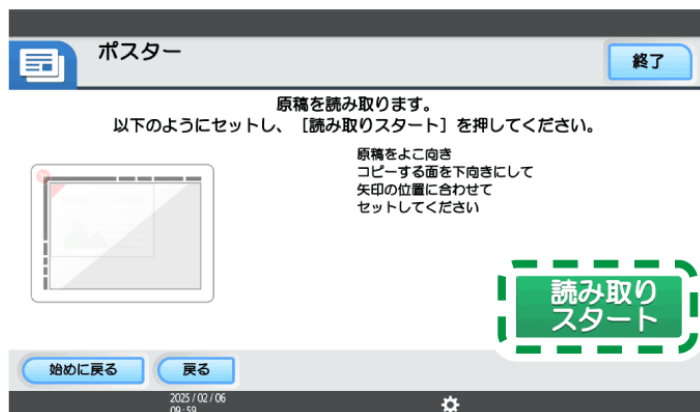 ポスター
終了
原稿を読み取ります。
以下のようにセットし、［読み取りスタート］を押してください。
原稿をよこ向き
コピーする面を下向きにして
矢印の位置に合わせて
セットしてください
読み取り
スタート
始めに戻る
戻る
2025/02/06
09:59